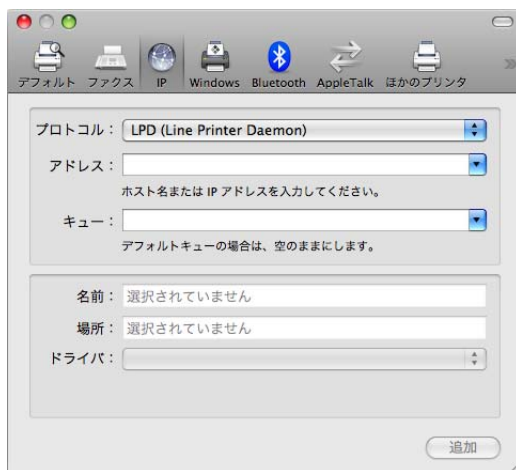 デフォルト ファクス IP Windows Bluetooth AppleTalk ほかのプリンタ
プロトコル： LPD (Line Printer Daemon)
アドレス：
ホスト名または IP アドレスを入力してください。
キュー：
デフォルトキューの場合は、空のままにします。
名前： 選択されていません
場所： 選択されていません
ドライバ：
追加